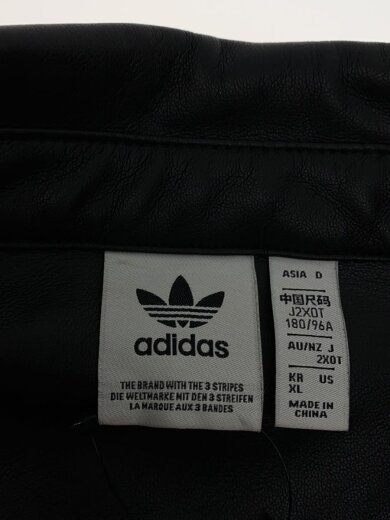 adidas
THE BRAND WITH THE 3 STRIPES
DIE WELTMARKE MIT DEN 3 STREIFEN
LA MARQUE AUX 3 BANDES
ASIA D
中国尺码
J2XOT
180/96A
AU/NZ J
2XOT
KR US
XL
MADE IN
CHINA